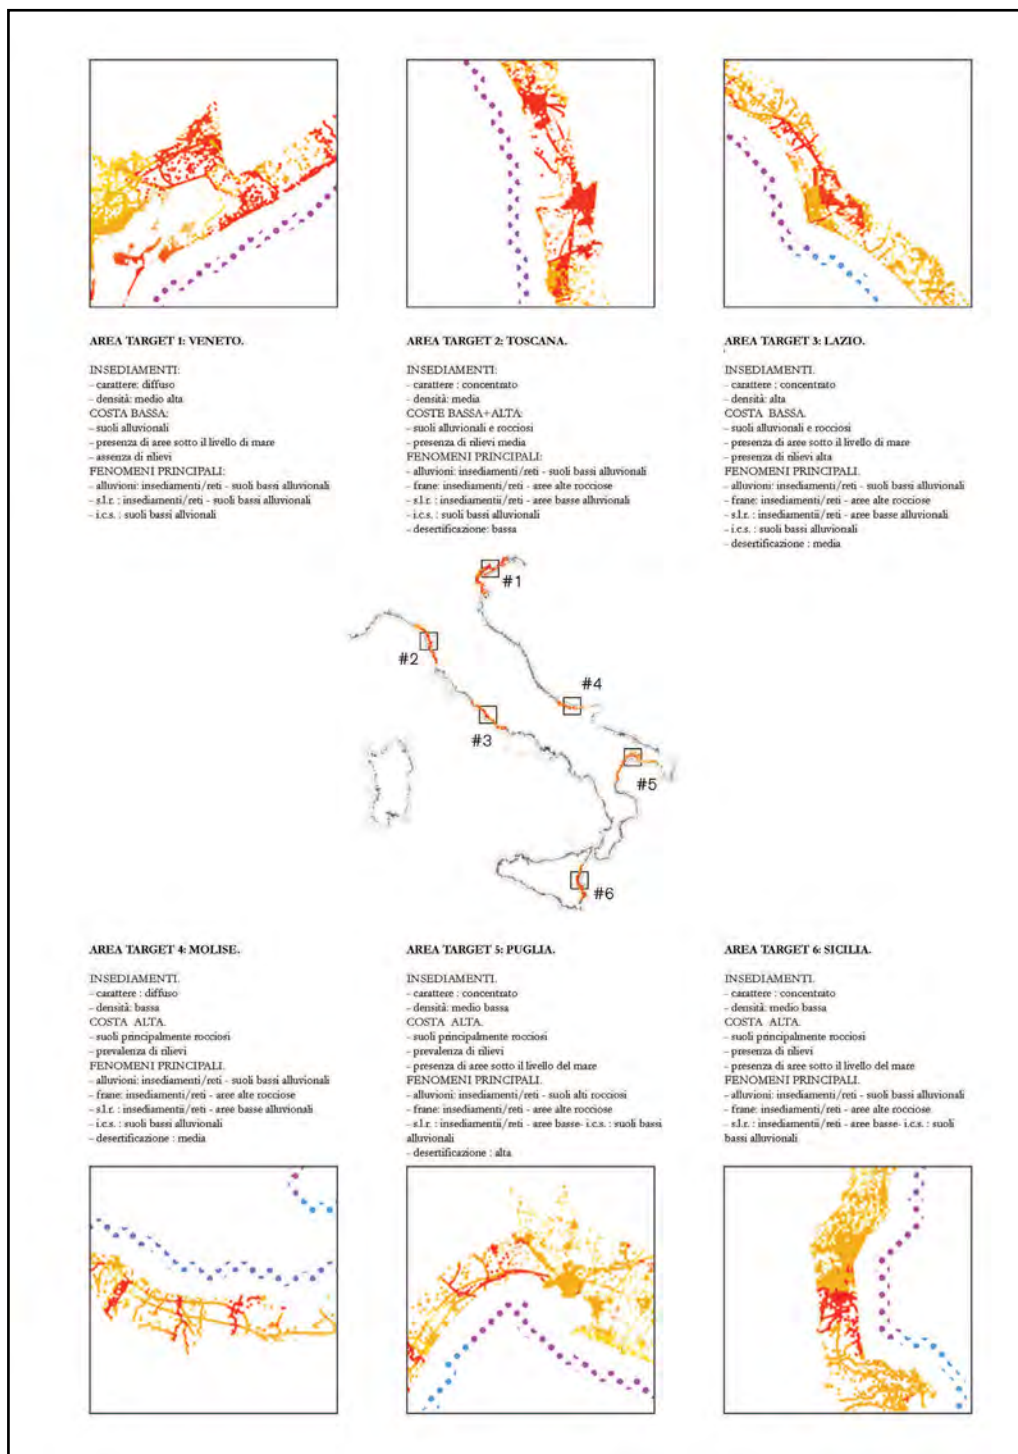 AREA TARGET 1: VENETO.
INSEDIAMENTI:
- carattere: diffuso
- densità: medio alta
COSTA BASSA:
- suoli alluvionali
- presenza di aree sotto il livello di mare
- assenza di rilievi
FENOMENI PRINCIPALI:
- alluvioni: insediamenti/reti - suoli bassi alluvionali
- s.l.r. : insediamenti/reti - suoli bassi alluvionali
- i.c.s. : suoli bassi allvionali
AREA TARGET 2: TOSCANA.
INSEDIAMENTI:
- carattere : concentrato
- densità: media
COSTE BASSA+ALTA:
- suoli alluvionali e rocciosi
- presenza di rilievi media
FENOMENI PRINCIPALI:
- alluvioni: insediamenti/reti - suoli bassi alluvionali
- frane: insediamenti/reti - aree alte rocciose
- s.l.r. : insediamentii/reti - aree basse alluvionali
- i.c.s. : suoli bassi alluvionali
- desertificazione: bassa
AREA TARGET 3: LAZIO.
INSEDIAMENTI.
- carattere : concentrato
- densità: alta
COSTA BASSA.
- suoli alluvionali e rocciosi
- presenza di aree sotto il livello di mare
- presenza di rilievi alta
FENOMENI PRINCIPALI.
- alluvioni: insediamenti/reti - suoli bassi alluvionali
- frane: insediamenti/reti - aree alte rocciose
- s.l.r. : insediamentii/reti - aree basse alluvionali
- i.c.s. : suoli bassi alluvionali
- desertificazione : media
#1
#2
#4
#3
#5
#6
AREA TARGET 4: MOLISE.
INSEDIAMENTI.
- carattere : diffuso
- densità: bassa
COSTA ALTA.
- suoli principalmente rocciosi
- prevalenza di rilievi
FENOMENI PRINCIPALI.
- alluvioni: insediamenti/reti - suoli bassi alluvionali
- frane: insediamenti/reti - aree alte rocciose
- s.l.r. : insediamentii/reti - aree basse alluvionali
- i.c.s. : suoli bassi alluvionali
- desertificazione : media
AREA TARGET 5: PUGLIA.
INSEDIAMENTI.
- carattere : concentrato
- densità: medio bassa
COSTA ALTA.
- suoli principalmente rocciosi
- prevalenza di rilievi
- presenza di aree sotto il livello del mare
FENOMENI PRINCIPALI.
- alluvioni: insediamenti/reti - suoli alti rocciosi
- frane: insediamenti/reti - aree alte rocciose
- s.l.r. : insediamentii/reti - aree basse- i.c.s. : suoli bassi
alluvionali
- desertificazione : alta
AREA TARGET 6: SICILIA.
INSEDIAMENTI.
- carattere : concentrato
- densità: medio bassa
COSTA ALTA.
- suoli principalmente rocciosi
- presenza di rilievi
- presenza di aree sotto il livello del mare
FENOMENI PRINCIPALI.
- alluvioni: insediamenti/reti - suoli bassi alluvionali
- frane: insediamenti/reti - aree alte rocciose
- s.l.r. : insediamentii/reti - aree basse- i.c.s. : suoli
bassi alluvionali